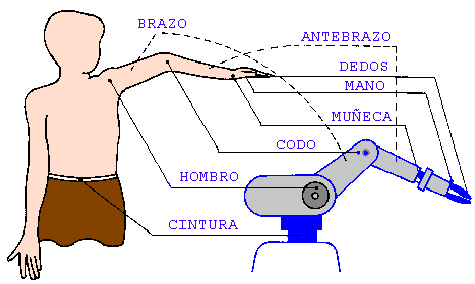 BRAZO
ANTEBRAZO
DEDOS
MANO
MUÑECA
CODO
HOMBRO
CINTURA